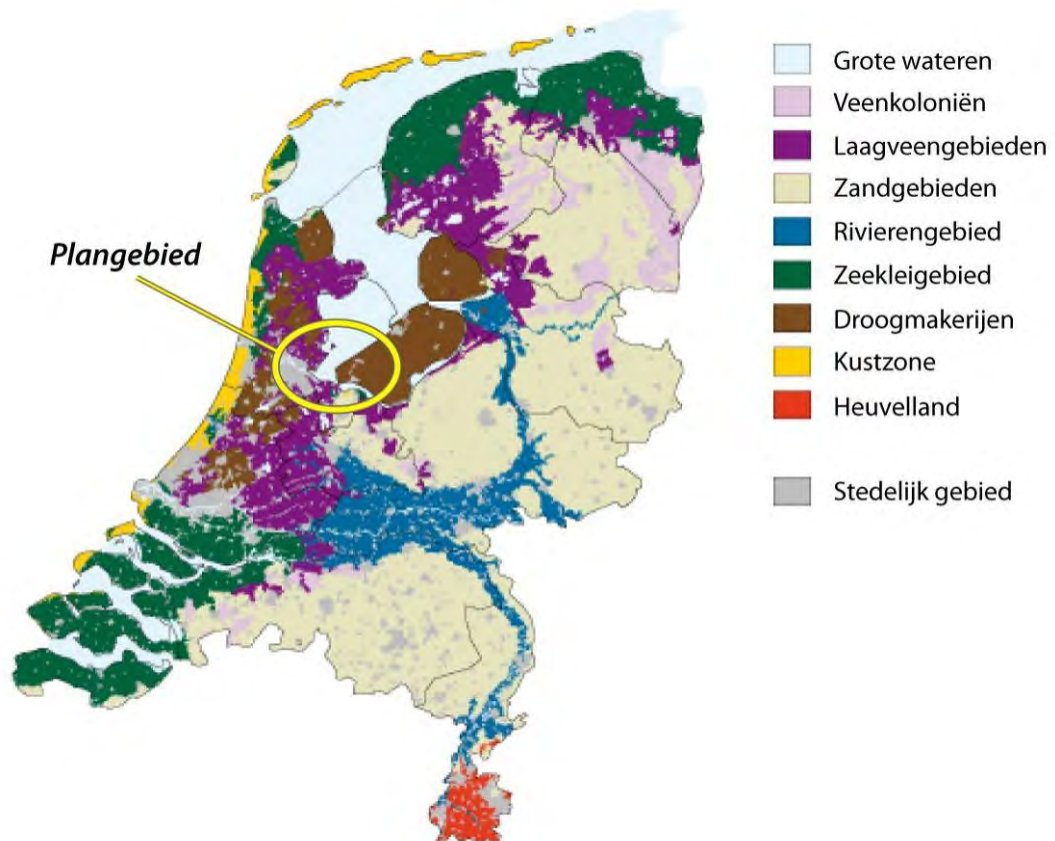 Plangebied
Grote wateren
Veenkoloniën
Laagveengebieden
Zandgebieden
Rivierengebied
Zeekleigebied
Droogmakerijen
Kustzone
Heuvelland
Stedelijk gebied